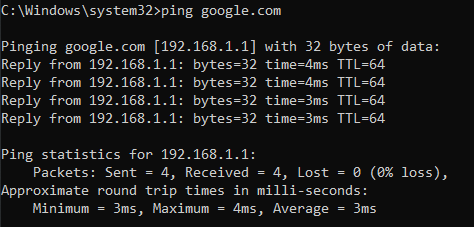 C:\Windows\system32>ping google.com
Pinging google.com [192.168.1.1] with 32 bytes of data:
Reply from 192.168.1.1: bytes=32 time=4ms TTL=64
Reply from 192.168.1.1: bytes=32 time=4ms TTL=64
Reply from 192.168.1.1: bytes=32 time=3ms TTL=64
Reply from 192.168.1.1: bytes=32 time=3ms TTL=64
Ping statistics for 192.168.1.1:
    Packets: Sent = 4, Received = 4, Lost = 0 (0% loss),
Approximate round trip times in milli-seconds:
    Minimum = 3ms, Maximum = 4ms, Average = 3ms